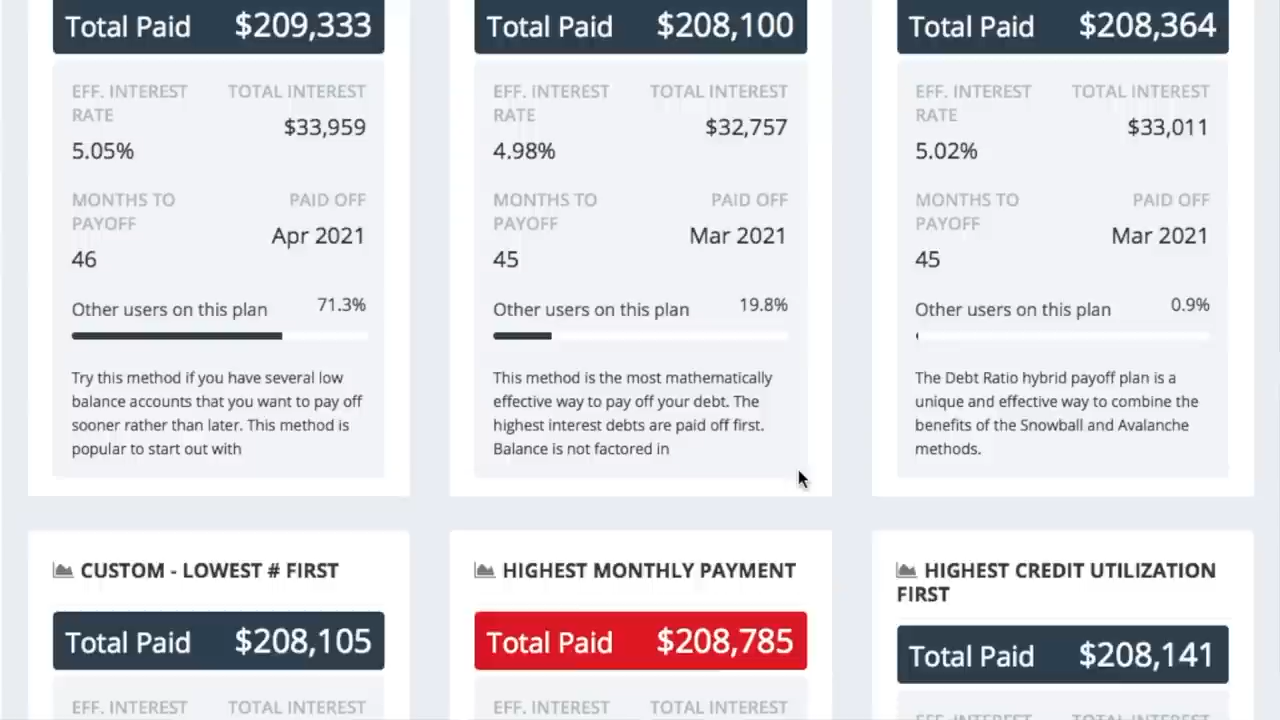 Total Paid $209,333
EFF. INTEREST RATE
5.05%
TOTAL INTEREST
$33,959
MONTHS TO PAYOFF
46
PAID OFF
Apr 2021
Other users on this plan 71.3%
Try this method if you have several low
balance accounts that you want to pay off
sooner rather than later. This method is
popular to start out with
Total Paid $208,100
EFF. INTEREST RATE
4.98%
TOTAL INTEREST
$32,757
MONTHS TO PAYOFF
45
PAID OFF
Mar 2021
Other users on this plan 19.8%
This method is the most mathematically
effective way to pay off your debt. The
highest interest debts are paid off first.
Balance is not factored in
Total Paid $208,364
EFF. INTEREST RATE
5.02%
TOTAL INTEREST
$33,011
MONTHS TO PAYOFF
45
PAID OFF
Mar 2021
Other users on this plan 0.9%
The Debt Ratio hybrid payoff plan is a
unique and effective way to combine the
benefits of the Snowball and Avalanche
methods.
CUSTOM - LOWEST # FIRST
Total Paid $208,105
EFF. INTEREST TOTAL INTEREST
HIGHEST MONTHLY PAYMENT
Total Paid $208,785
EFF. INTEREST TOTAL INTEREST
HIGHEST CREDIT UTILIZATION
FIRST
Total Paid $208,141
EFF. INTEREST TOTAL INTEREST